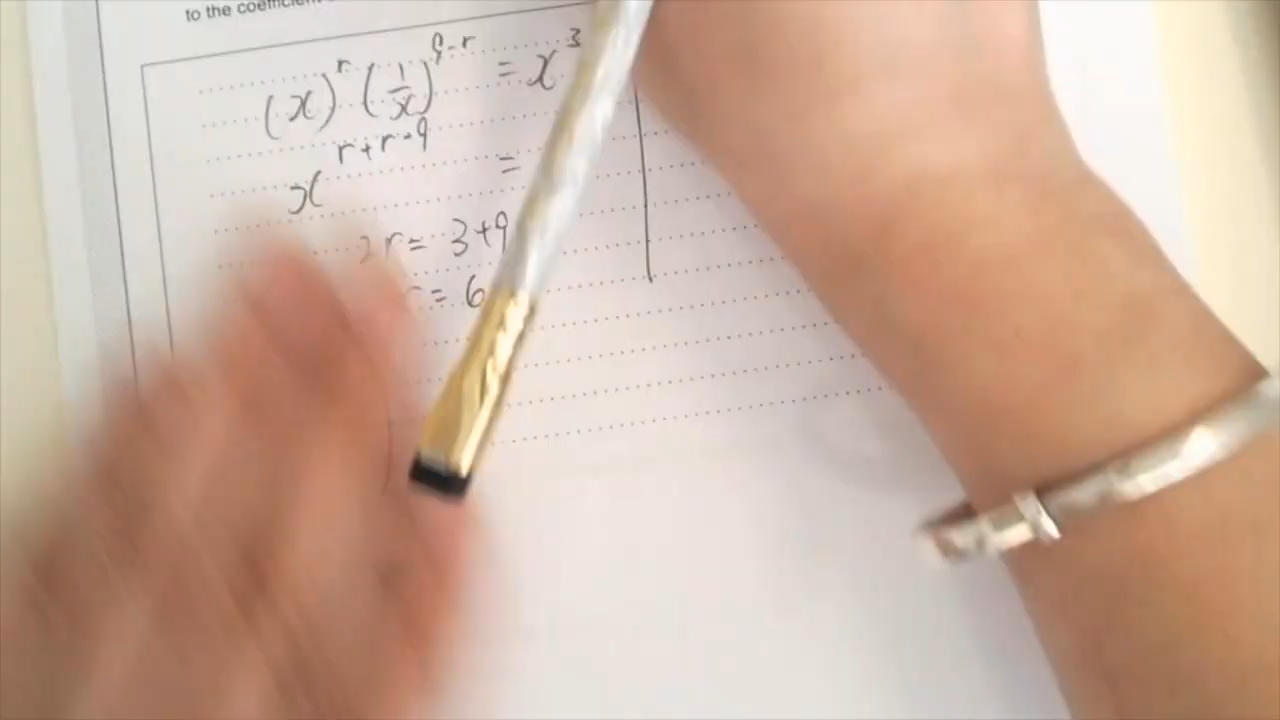 to the coefficient
(x)^r (1/x)^{9-r} = x^3
x^{r+r-9} =
2r = 3+9
r = 6